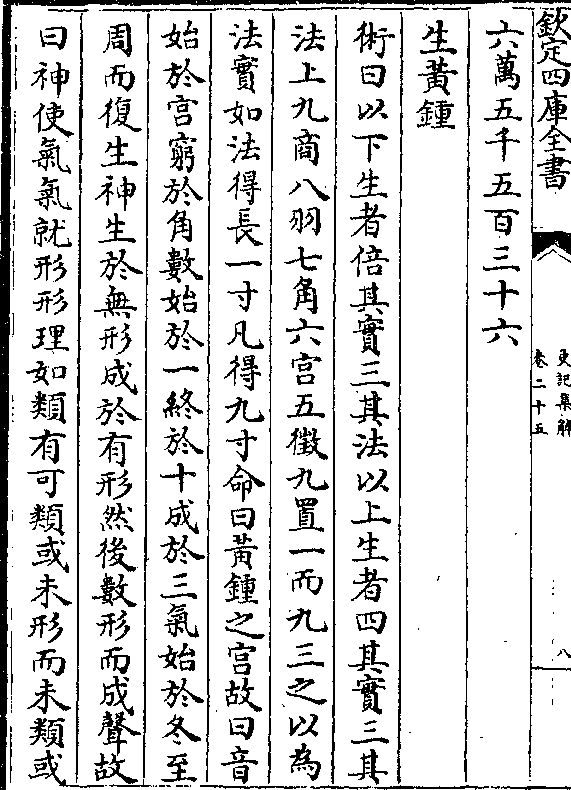 欽定四庫全書
史記集解
卷二十五
八
六萬五千五百三十六
生黃鍾
術曰以下生者倍其實三其法以上生者四其實三其
法上九商八羽七角六宮五徵九置一而九三之以為
法實如法得長一寸凡得九寸命曰黃鍾之宮故曰音
始於宮窮於角數始於一終於十成於三氣始於冬至
周而復生神生於無形成於有形然後數形而成聲故
曰神使氣氣就形形理如類有可類或未形而未類或